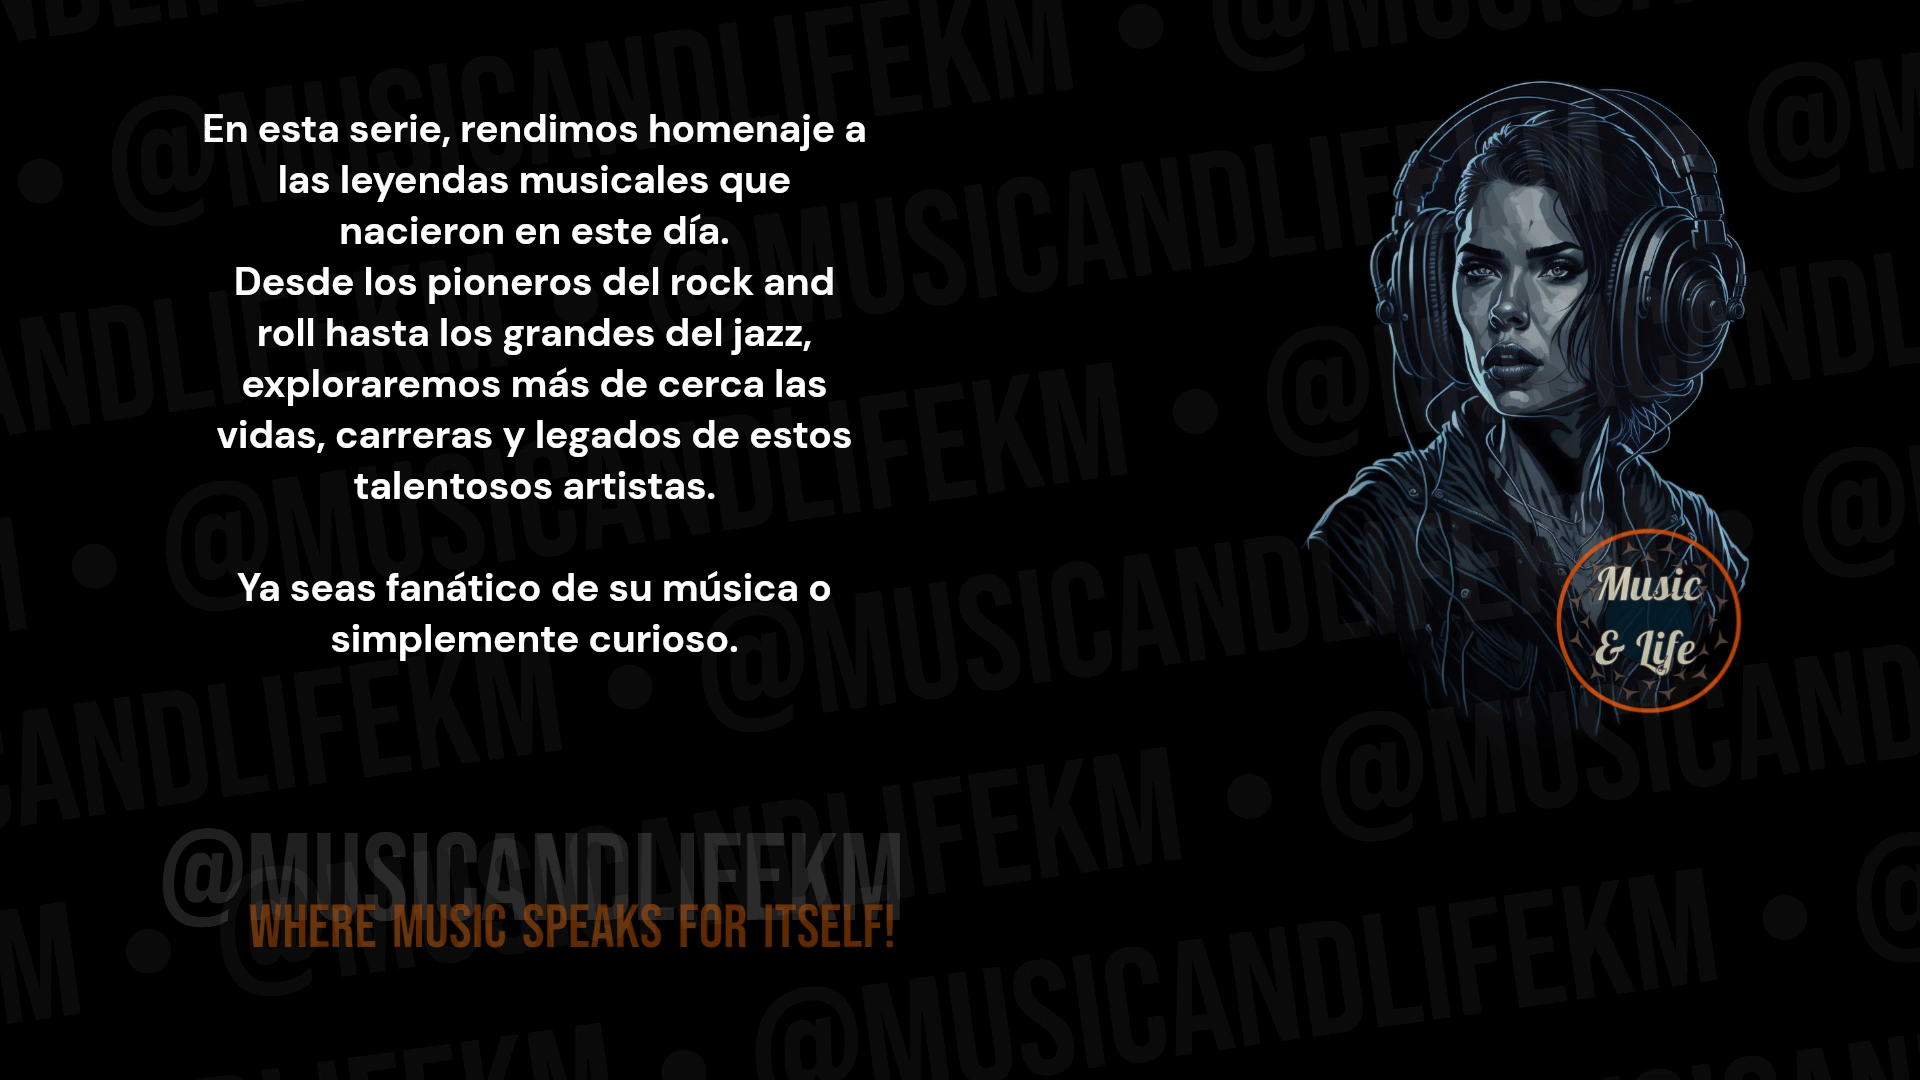 En esta serie, rendimos homenaje a
las leyendas musicales que
nacieron en este día.
Desde los pioneros del rock and
roll hasta los grandes del jazz,
exploraremos más de cerca las
vidas, carreras y legados de estos
talentosos artistas.
Ya seas fanático de su música o
simplemente curioso.
Music
& Life
@MUSICANDLIFEKM
WHERE MUSIC SPEAKS FOR ITSELF!